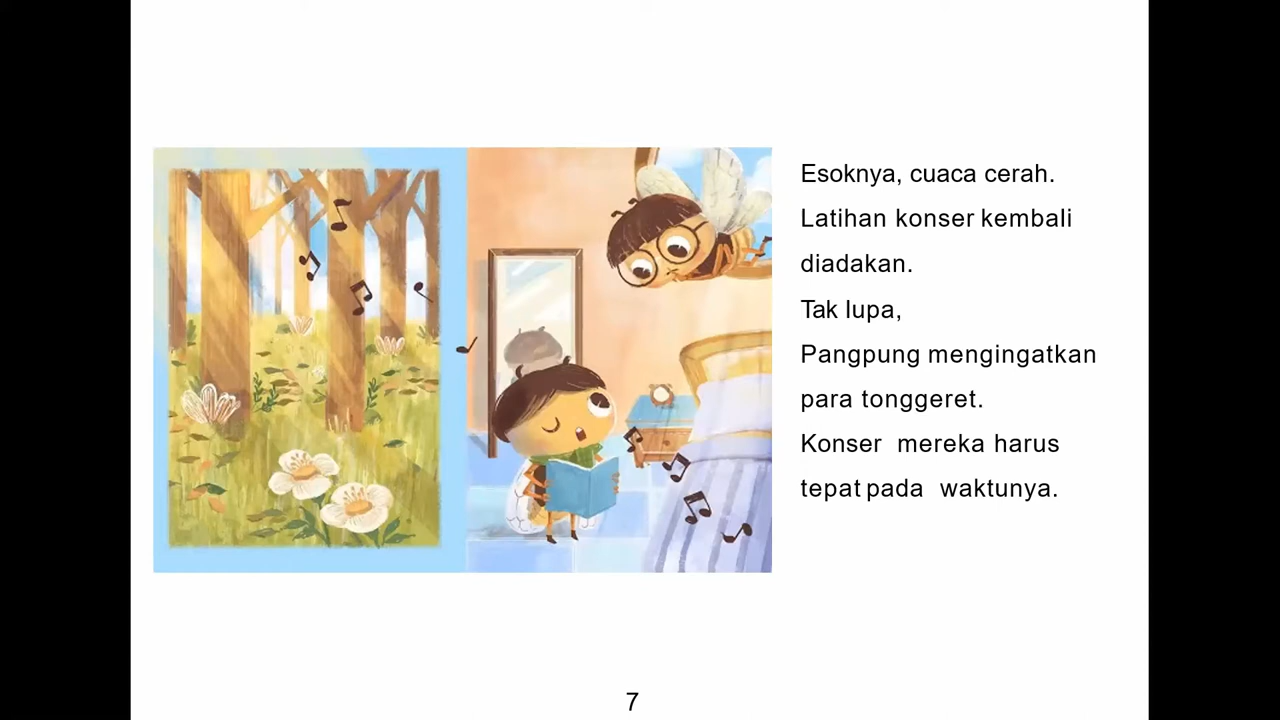 Esoknya, cuaca cerah.
Latihan konser kembali
diadakan.
Tak lupa,
Pangpung mengingatkan
para tonggeret.
Konser mereka harus
tepat pada waktunya.
7